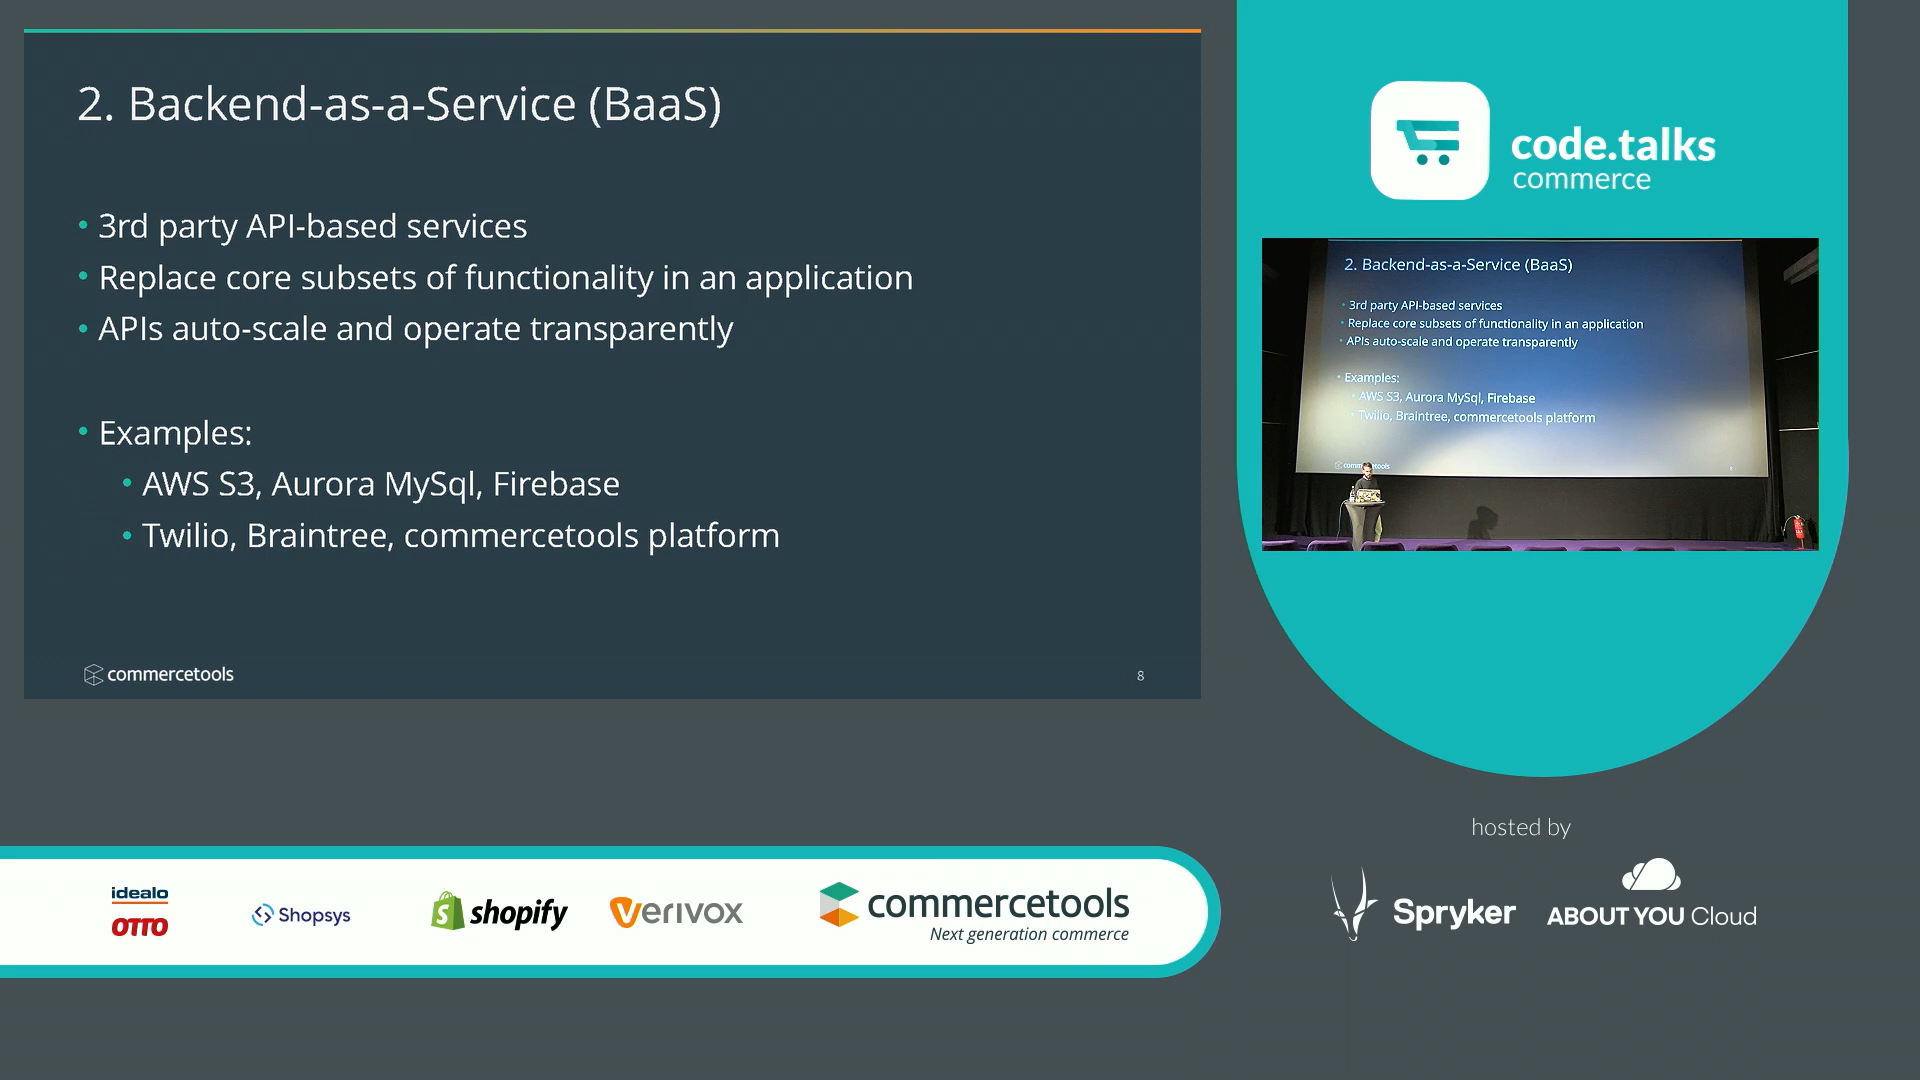 2. Backend-as-a-Service (BaaS)
• 3rd party API-based services
• Replace core subsets of functionality in an application
• APIs auto-scale and operate transparently
• Examples:
• AWS S3, Aurora MySql, Firebase
• Twilio, Braintree, commercetools platform
commercetools
8
code.talks
commerce
2. Backend-as-a-Service (BaaS)
• 3rd party API-based services
• Replace core subsets of functionality in an application
• APIs auto-scale and operate transparently
• Examples:
• AWS S3, Aurora MySql, Firebase
• Twilio, Braintree, commercetools platform
hosted by
Spryker
ABOUT YOU Cloud
idealo
OTTO
Shopsys
shopify
verivox
commercetools
Next generation commerce